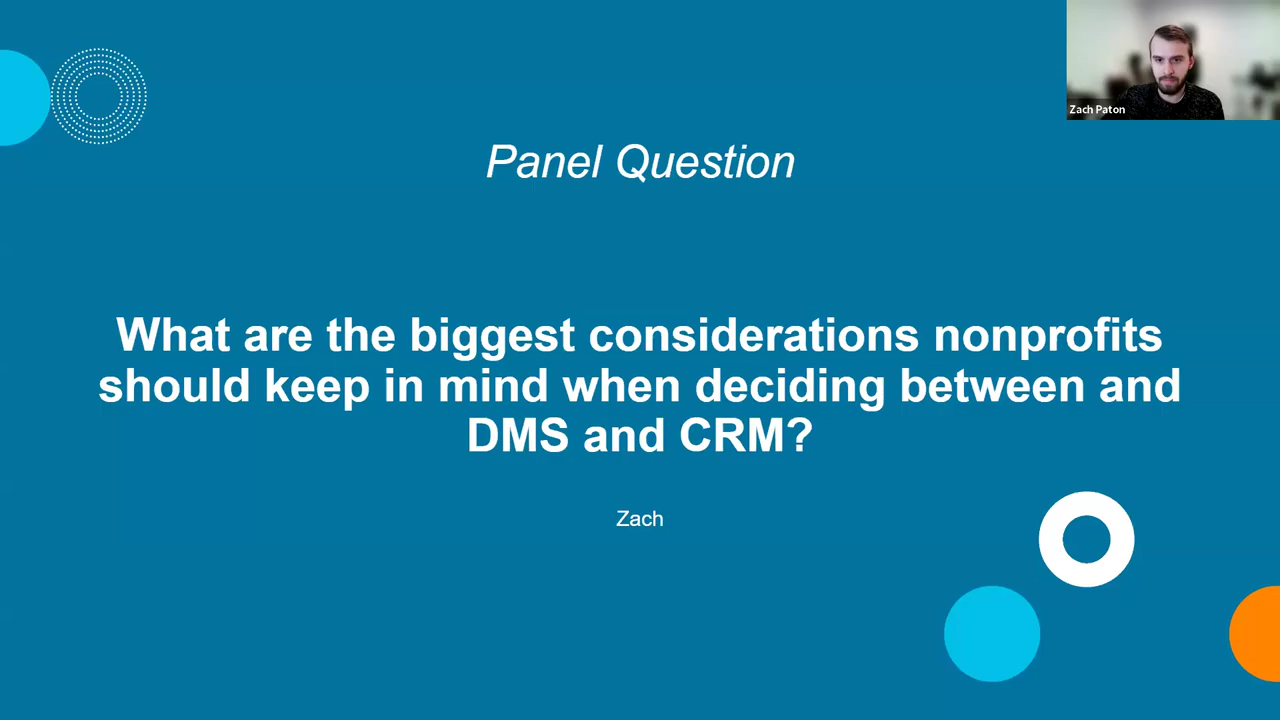 Zach Paton
Panel Question
What are the biggest considerations nonprofits
should keep in mind when deciding between and
DMS and CRM?
Zach